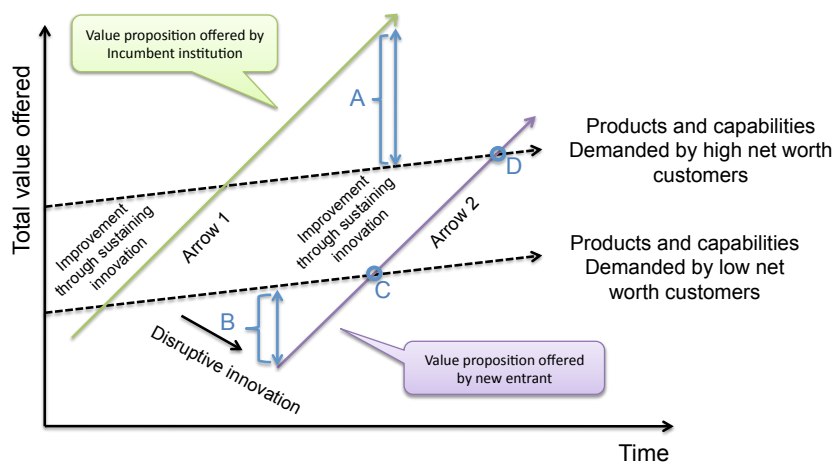 Total value offered
Value proposition offered by
Incumbent institution
A
Products and capabilities
Demanded by high net worth
customers
D
Improvement
through sustaining
innovation
Arrow 1
Improvement
through sustaining
innovation
Arrow 2
Products and capabilities
Demanded by low net
worth customers
C
B
Disruptive innovation
Value proposition offered
by new entrant
Time